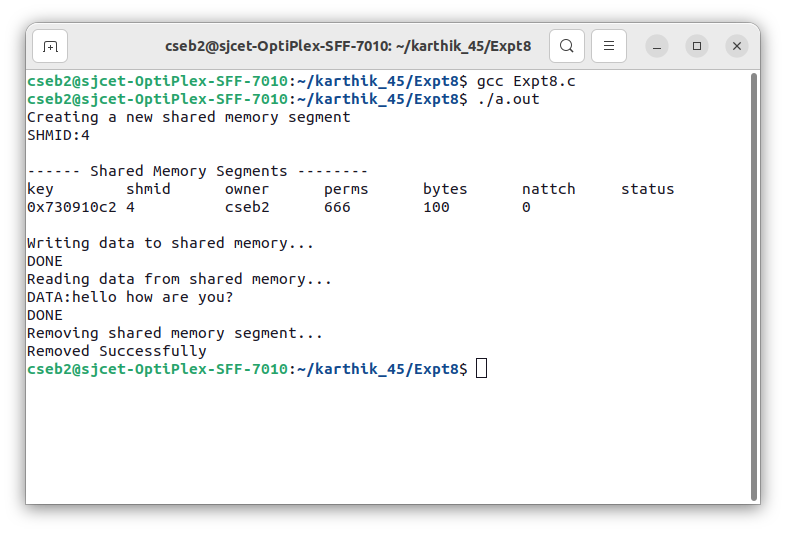 cseb2@sjcet-OptiPlex-SFF-7010: ~/karthik_45/Expt8
cseb2@sjcet-OptiPlex-SFF-7010:~/karthik_45/Expt8$ gcc Expt8.c
cseb2@sjcet-OptiPlex-SFF-7010:~/karthik_45/Expt8$ ./a.out
Creating a new shared memory segment
SHMID:4
------ Shared Memory Segments --------
key        shmid      owner      perms      bytes      nattch     status
0x730910c2 4          cseb2      666        100        0
Writing data to shared memory...
DONE
Reading data from shared memory...
DATA:hello how are you?
DONE
Removing shared memory segment...
Removed Successfully
cseb2@sjcet-OptiPlex-SFF-7010:~/karthik_45/Expt8$